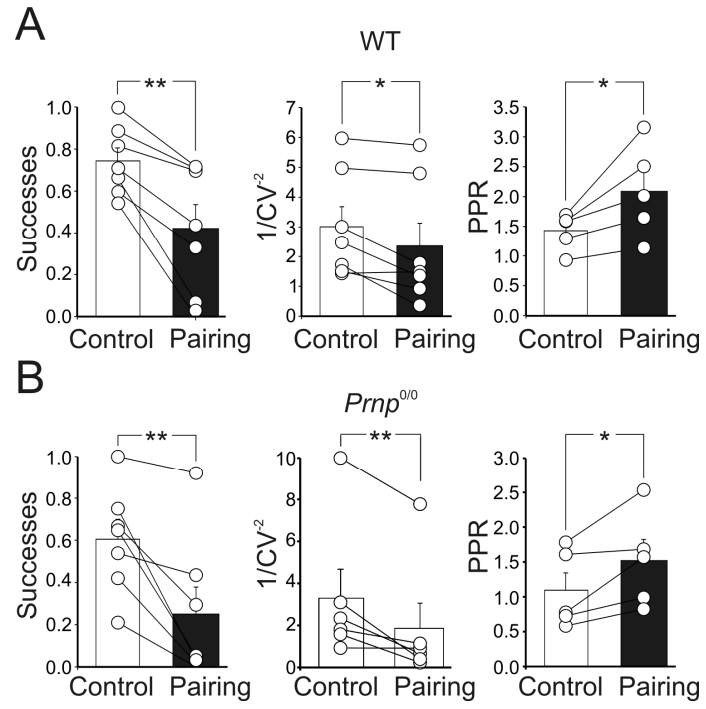 A
WT
**
*
*
Successes
1.0
0.8
0.6
0.4
0.2
0.0
Control Pairing
1/CV⁻²
7
6
5
4
3
2
1
0
Control Pairing
PPR
3.5
3.0
2.5
2.0
1.5
1.0
0.5
0.0
Control Pairing
B
Prnp⁰/⁰
**
**
*
Successes
1.0
0.8
0.6
0.4
0.2
0.0
Control Pairing
1/CV⁻²
10
8
6
4
2
0
Control Pairing
PPR
3.0
2.5
2.0
1.5
1.0
0.5
0.0
Control Pairing